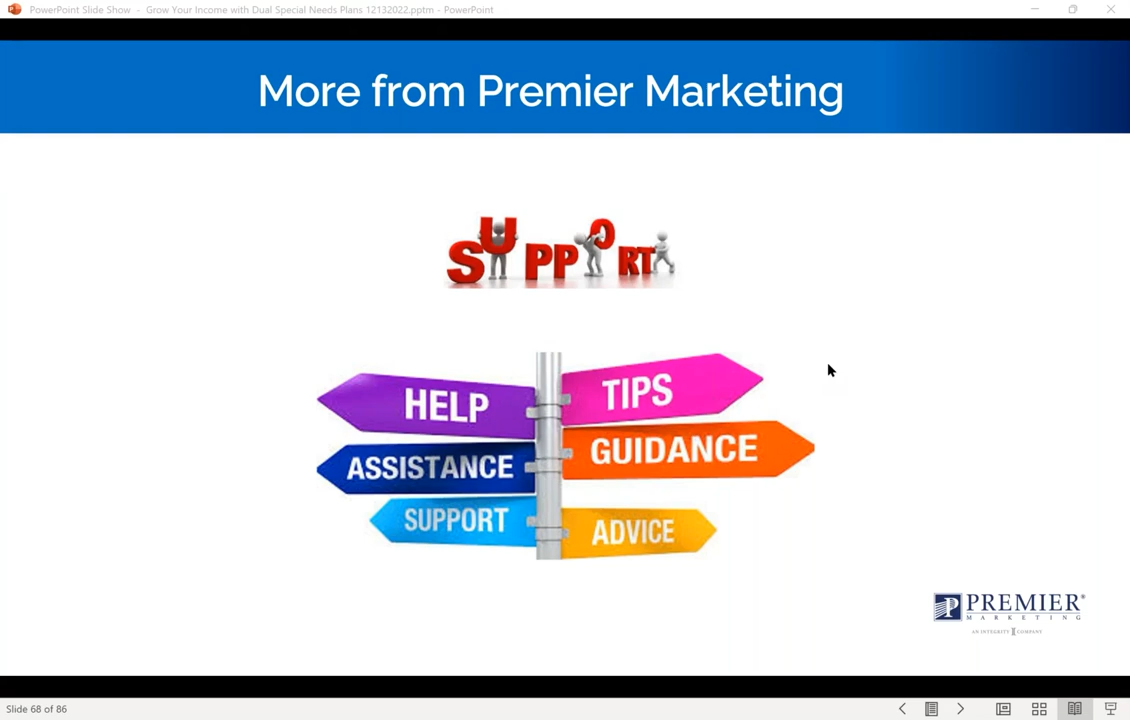 PowerPoint Slide Show - Grow Your Income with Dual Special Needs Plans 12132022.pptm - PowerPoint
More from Premier Marketing
SUPPORT
HELP
TIPS
ASSISTANCE
GUIDANCE
SUPPORT
ADVICE
P PREMIER®
MARKETING
AN INTEGRITY COMPANY
Slide 68 of 86